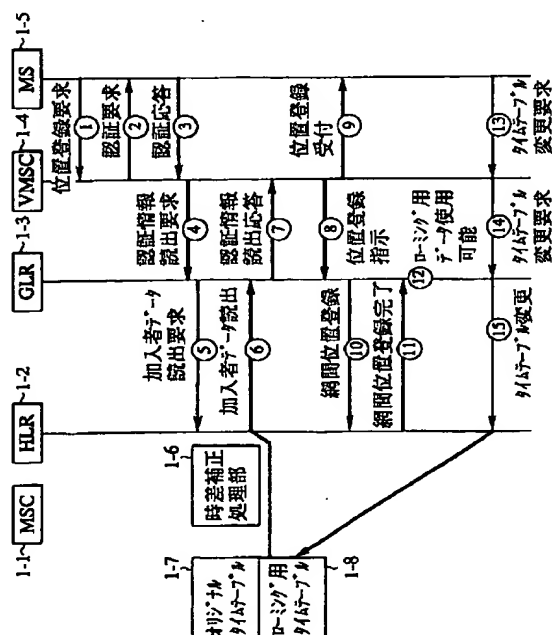 MSC
1-1
HLR
1-2
GLR
1-3
VMSC
1-4
MS
1-5
位置登録要求
①
認証要求
②
認証応答
③
認証情報
読出要求
④
加入者データ
読出要求
⑤
加入者データ読出
⑥
認証情報
読出応答
⑦
⑧
位置登録
指示
位置登録
受付
⑨
網間位置登録
⑩
網間位置登録完了
⑪
⑫
ローミング用
データ使用
可能
⑬
タイムテーブル
変更要求
⑭
タイムテーブル
変更要求
⑮
タイムテーブル変更
1-6
時差補正
処理部
1-7
オリジナル
タイムテーブル
ローミング用
タイムテーブル
1-8